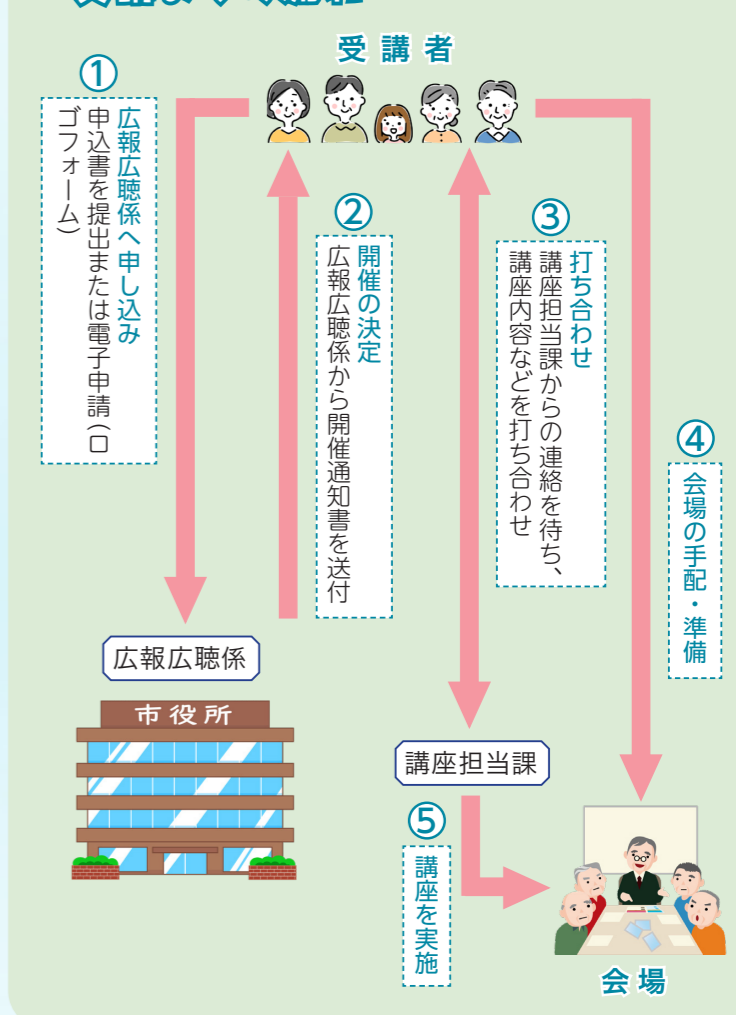 受講者
①
広報広聴係へ申し込み
申込書を提出または電子申請（ロ
ゴフォーム）
②
開催の決定
広報広聴係から開催通知書を送付
③
打ち合わせ
講座担当課からの連絡を待ち、
講座内容などを打ち合わせ
④
会場の手配・準備
広報広聴係
市役所
講座担当課
⑤
講座を実施
会場